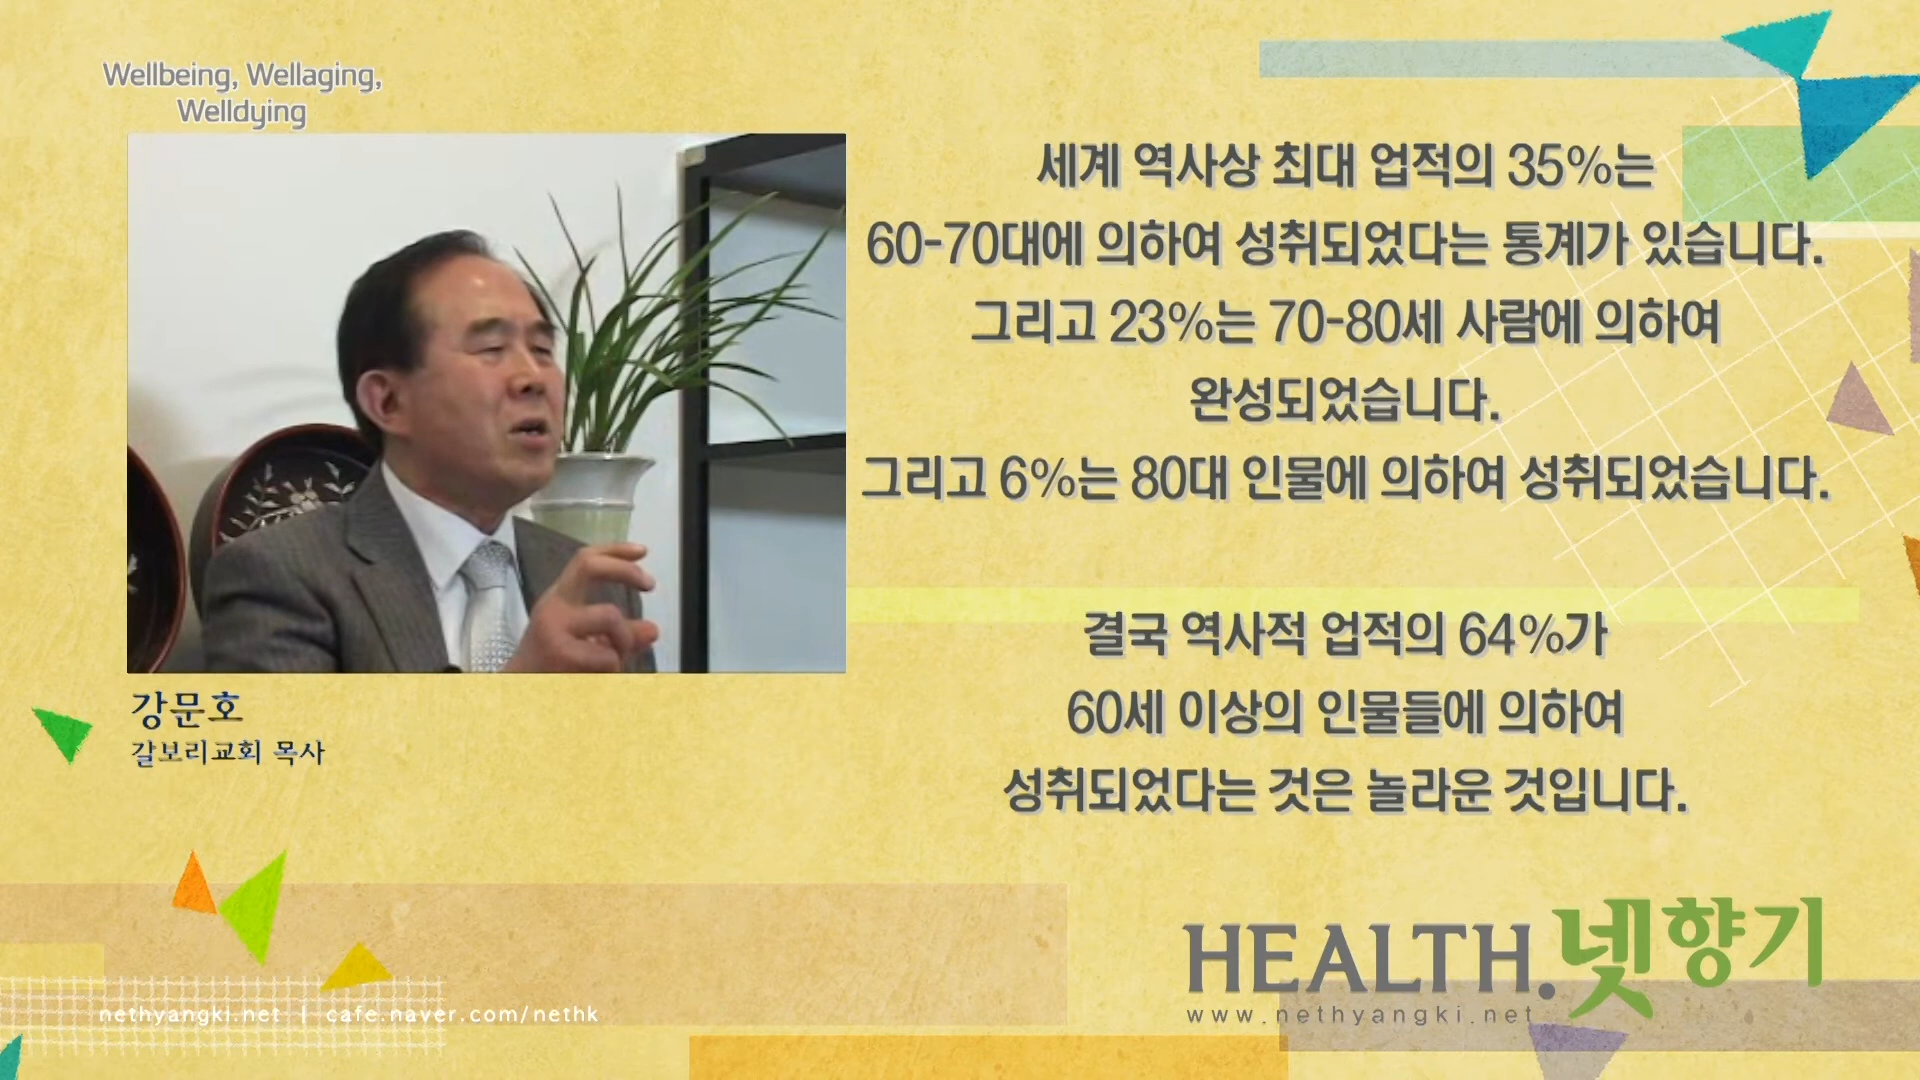 Wellbeing, Wellaging,
Welldying
세계 역사상 최대 업적의 35%는
60-70대에 의하여 성취되었다는 통계가 있습니다.
그리고 23%는 70-80세 사람에 의하여
완성되었습니다.
그리고 6%는 80대 인물에 의하여 성취되었습니다.
결국 역사적 업적의 64%가
60세 이상의 인물들에 의하여
성취되었다는 것은 놀라운 것입니다.
강문호
갈보리교회 목사
HEALTH.넷향기
www.nethyangki.net
nethyangki.net | cafe.naver.com/nethk